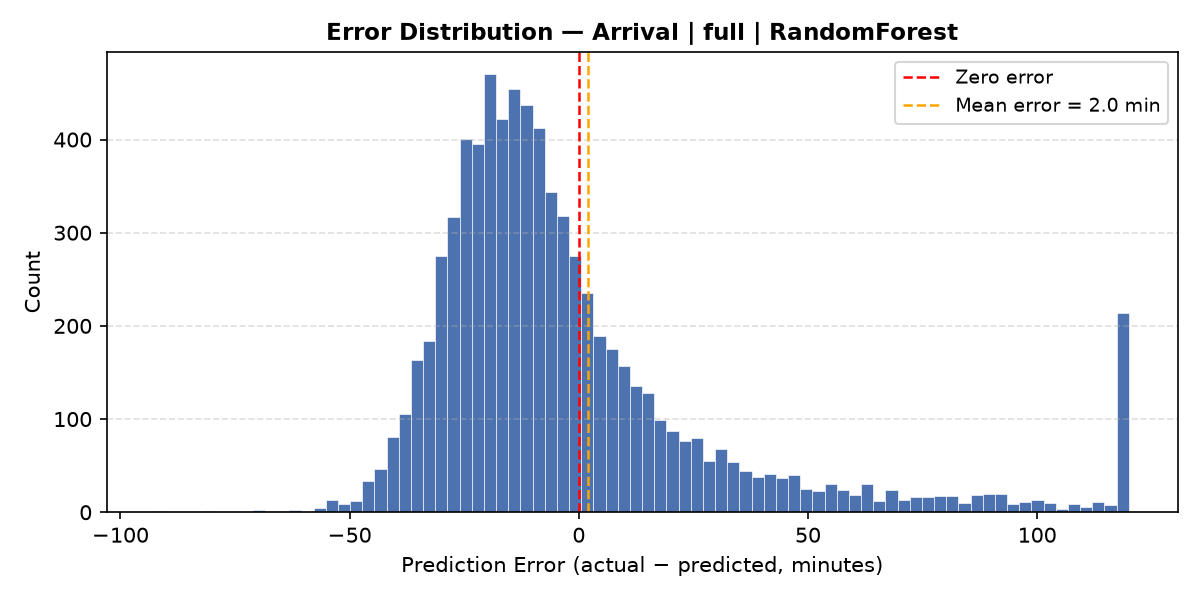 Error Distribution — Arrival | full | RandomForest
Zero error
Mean error = 2.0 min
Count
400
300
200
100
0
−100
−50
0
50
100
Prediction Error (actual − predicted, minutes)